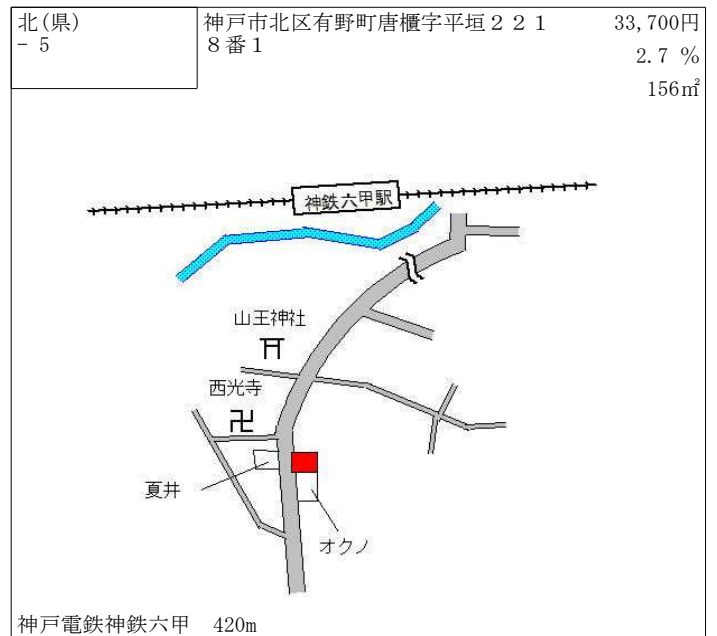 北(県)
- 5
神戸市北区有野町唐櫃字平垣２２１
８番１
33,700円
2.7 %
156㎡
神鉄六甲駅
山王神社
西光寺
夏井
オクノ
神戸電鉄神鉄六甲 420m